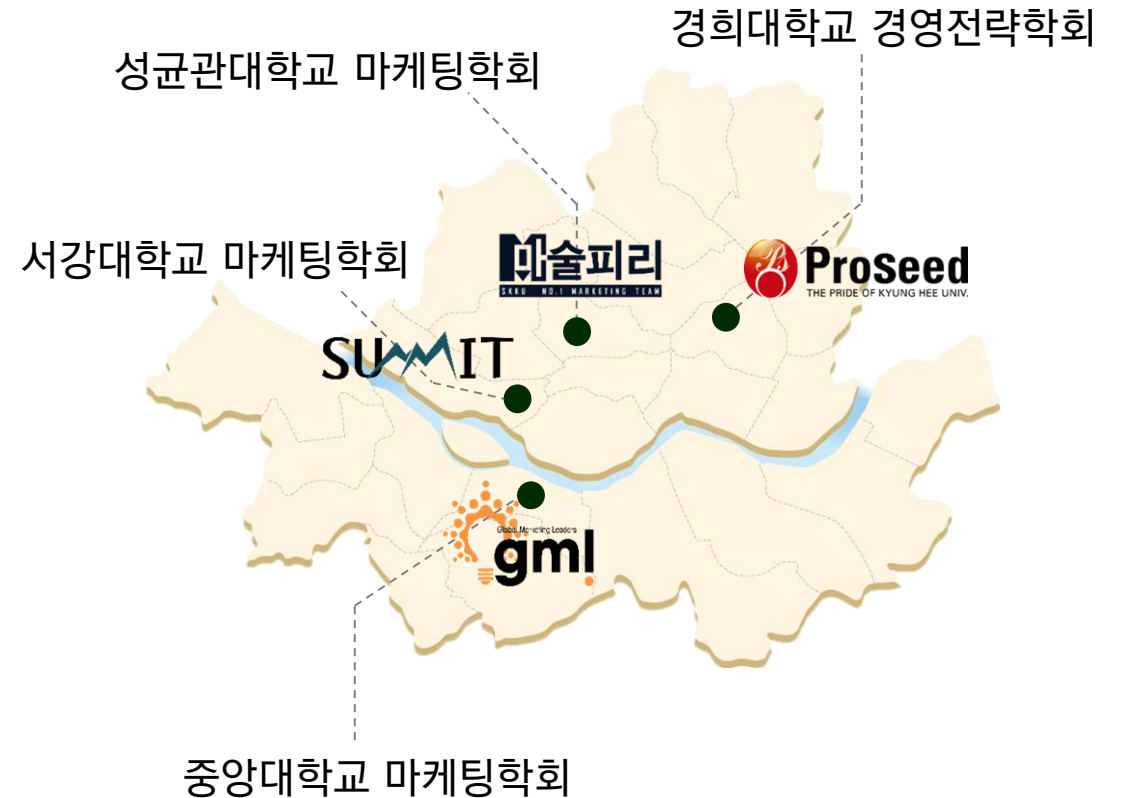 경희대학교 경영전략학회
성균관대학교 마케팅학회
서강대학교 마케팅학회
마술피리
SKKU NO.1 MARKETING TEAM
ProSeed
THE PRIDE OF KYUNG HEE UNIV.
SUMMIT
Global Marketing Leaders
gml
중앙대학교 마케팅학회